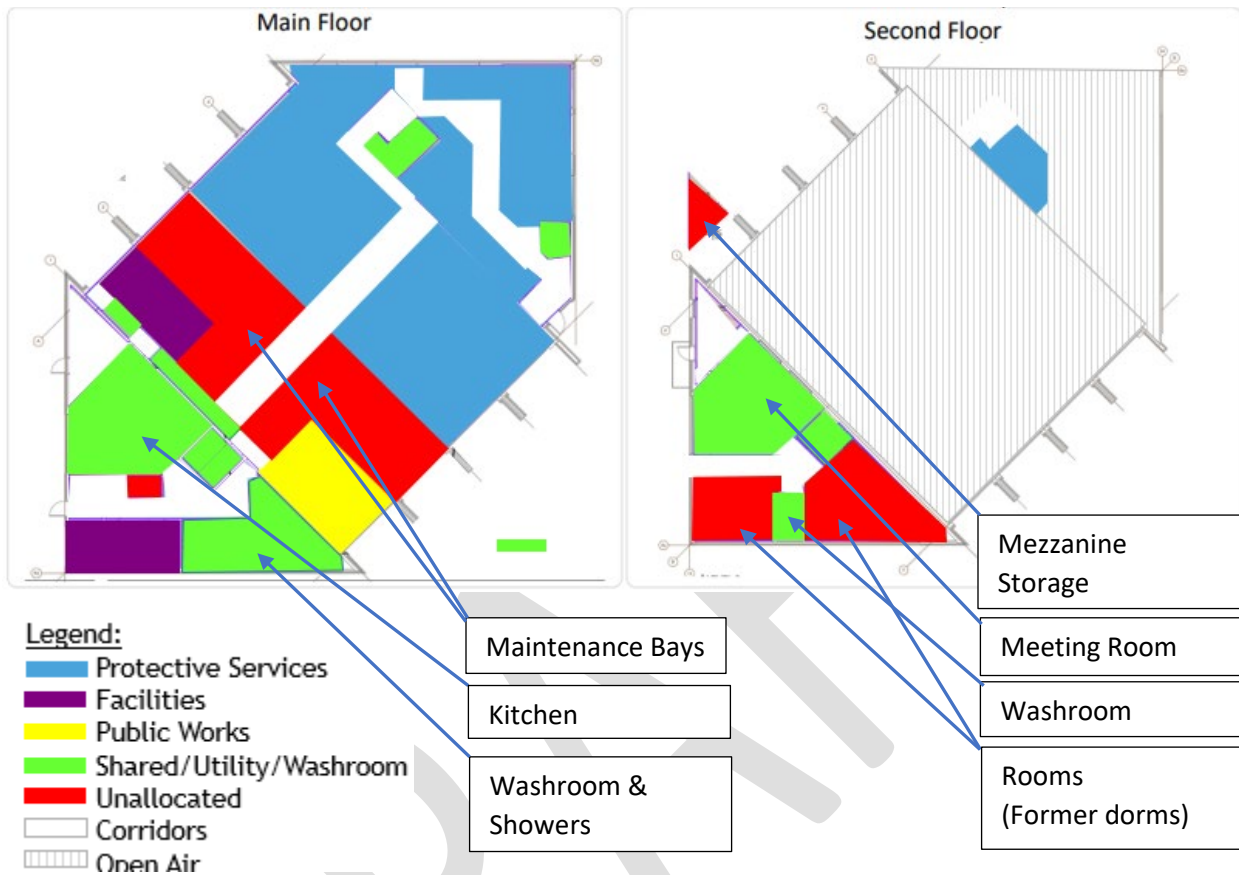 Main Floor
Second Floor
Mezzanine
Storage
Maintenance Bays
Meeting Room
Kitchen
Washroom
Washroom &
Showers
Rooms
(Former dorms)
Legend:
Protective Services
Facilities
Public Works
Shared/Utility/Washroom
Unallocated
Corridors
Open Air